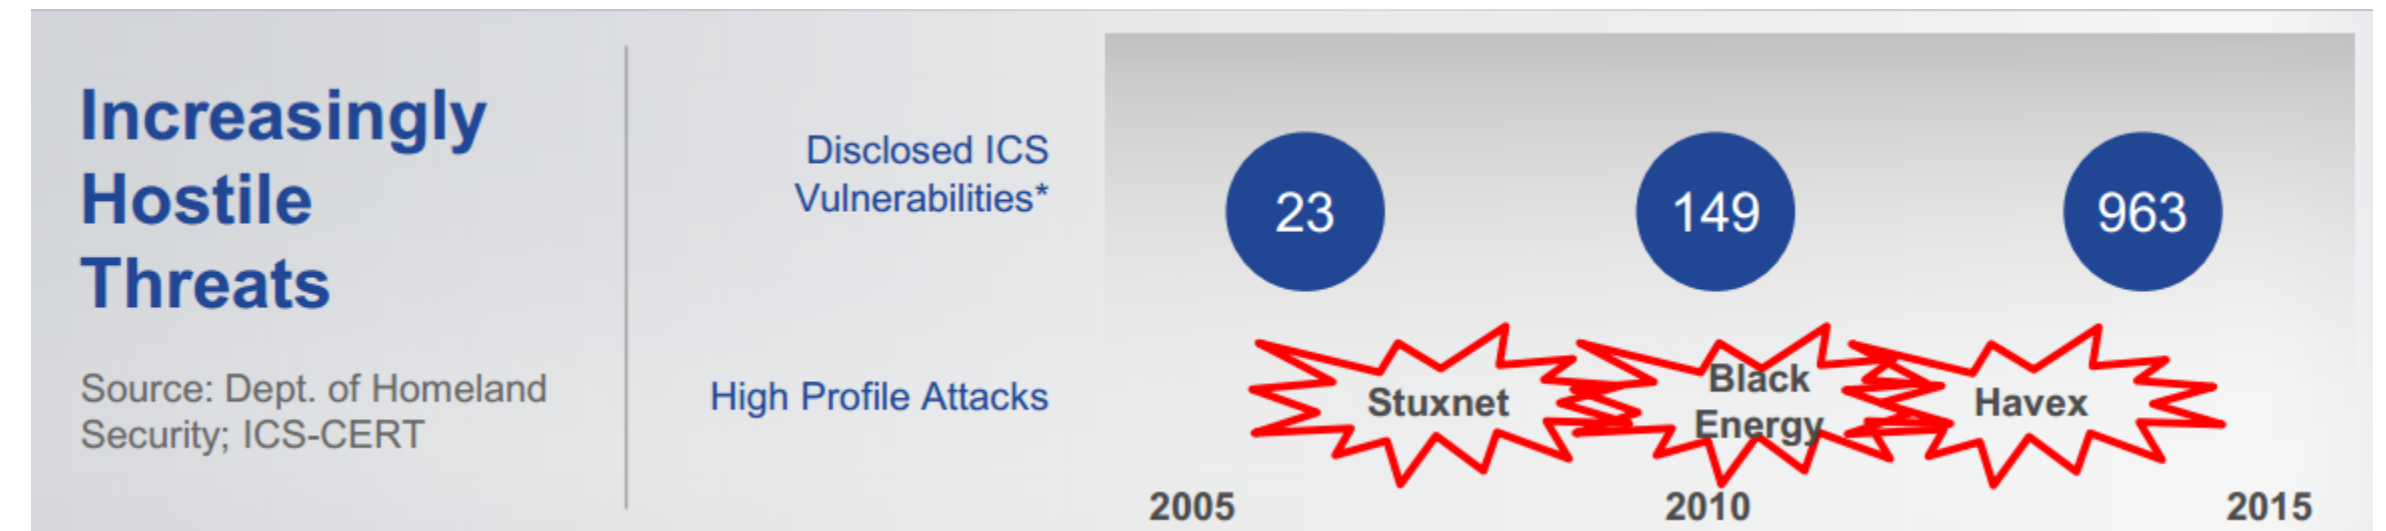 Increasingly
Hostile
Threats
Source: Dept. of Homeland
Security; ICS-CERT
Disclosed ICS
Vulnerabilities*
23
149
963
High Profile Attacks
Stuxnet
Black
Energy
Havex
2005
2010
2015